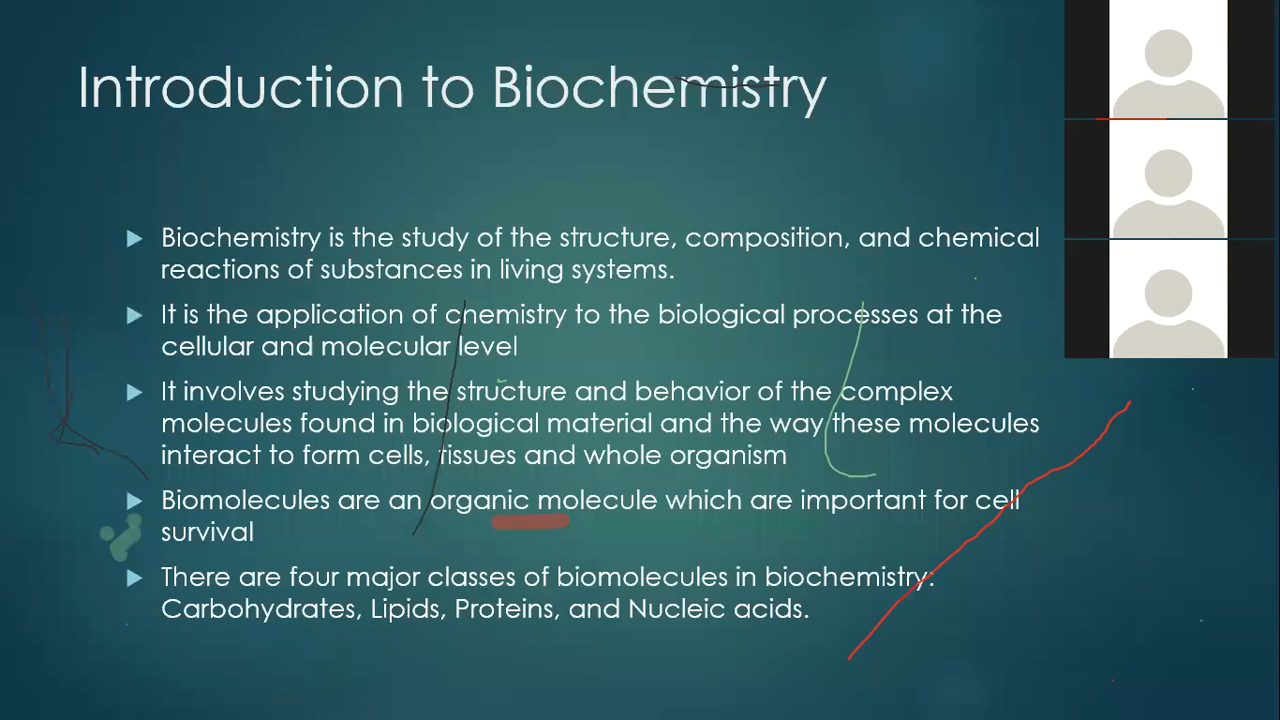 Introduction to Biochemistry
Biochemistry is the study of the structure, composition, and chemical
reactions of substances in living systems.
It is the application of chemistry to the biological processes at the
cellular and molecular level
It involves studying the structure and behavior of the complex
molecules found in biological material and the way these molecules
interact to form cells, tissues and whole organism
Biomolecules are an organic molecule which are important for cell
survival
There are four major classes of biomolecules in biochemistry:
Carbohydrates, Lipids, Proteins, and Nucleic acids.